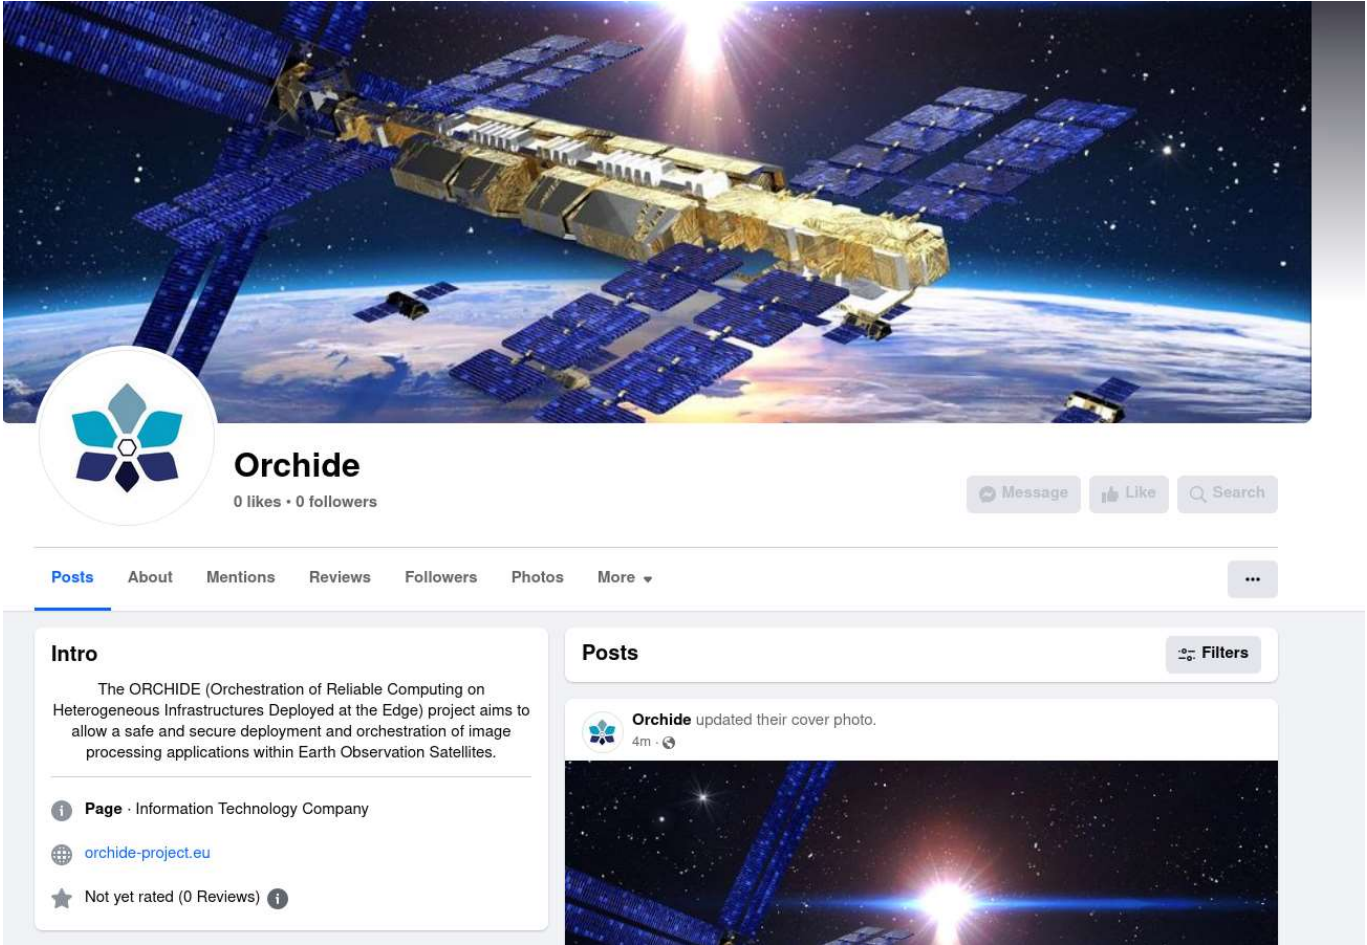 Orchide
0 likes • 0 followers
Message
Like
Search
Posts
About
Mentions
Reviews
Followers
Photos
More
Intro
The ORCHIDE (Orchestration of Reliable Computing on
Heterogeneous Infrastructures Deployed at the Edge) project aims to
allow a safe and secure deployment and orchestration of image
processing applications within Earth Observation Satellites.
Page · Information Technology Company
orchide-project.eu
Not yet rated (0 Reviews)
Posts
Filters
Orchide updated their cover photo.
4m ·